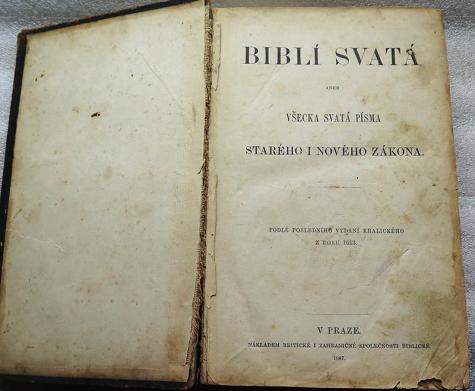 BIBLÍ SVATÁ
ANEB
VŠECKA SVATÁ PÍSMA
STARÉHO I NOVÉHO ZÁKONA.
PODLÉ POSLEDNÍHO VYDÁNÍ KRALICKÉHO
Z ROKU 1613.
V PRAZE.
NÁKLADEM BRITICKÉ I ZAHRANIČNÉ SPOLEČNOSTI BIBLICKÉ.
1887.